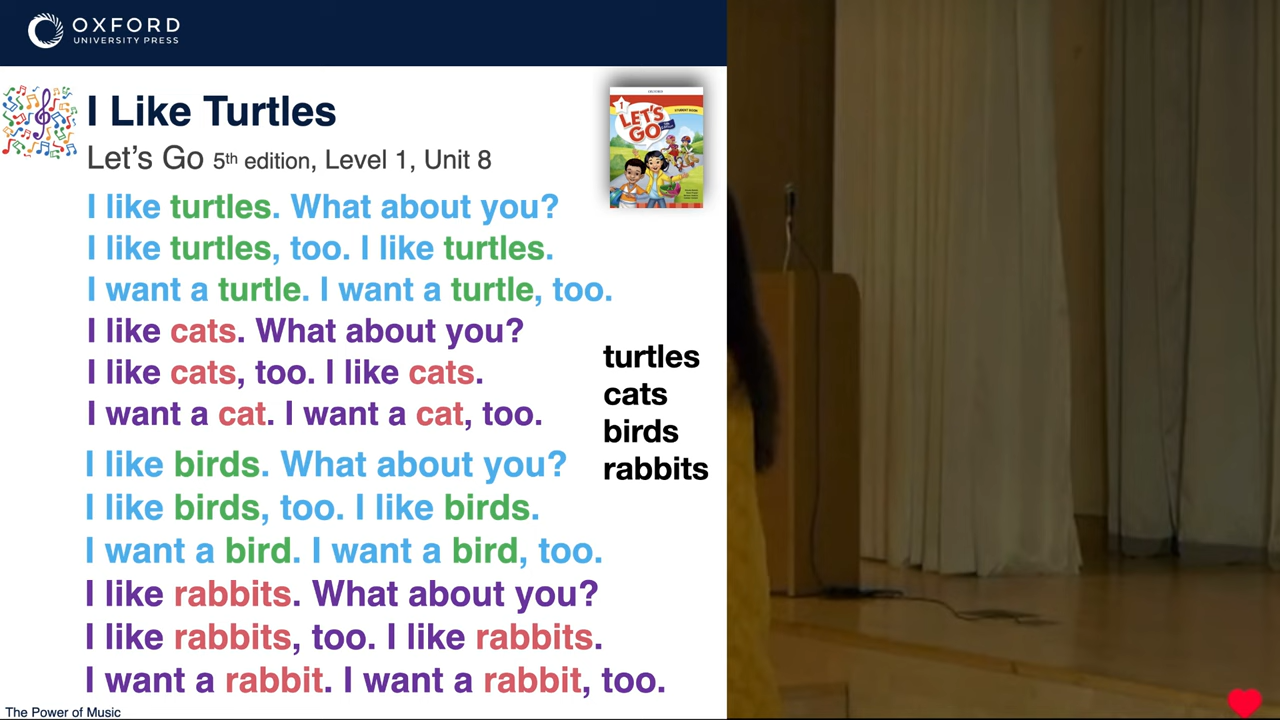 OXFORD
UNIVERSITY PRESS
I Like Turtles
Let's Go 5th edition, Level 1, Unit 8
1
LET'S
GO
I like turtles. What about you?
I like turtles, too. I like turtles.
I want a turtle. I want a turtle, too.
I like cats. What about you?
I like cats, too. I like cats.
I want a cat. I want a cat, too.
I like birds. What about you?
I like birds, too. I like birds.
I want a bird. I want a bird, too.
I like rabbits. What about you?
I like rabbits, too. I like rabbits.
I want a rabbit. I want a rabbit, too.
turtles
cats
birds
rabbits
The Power of Music